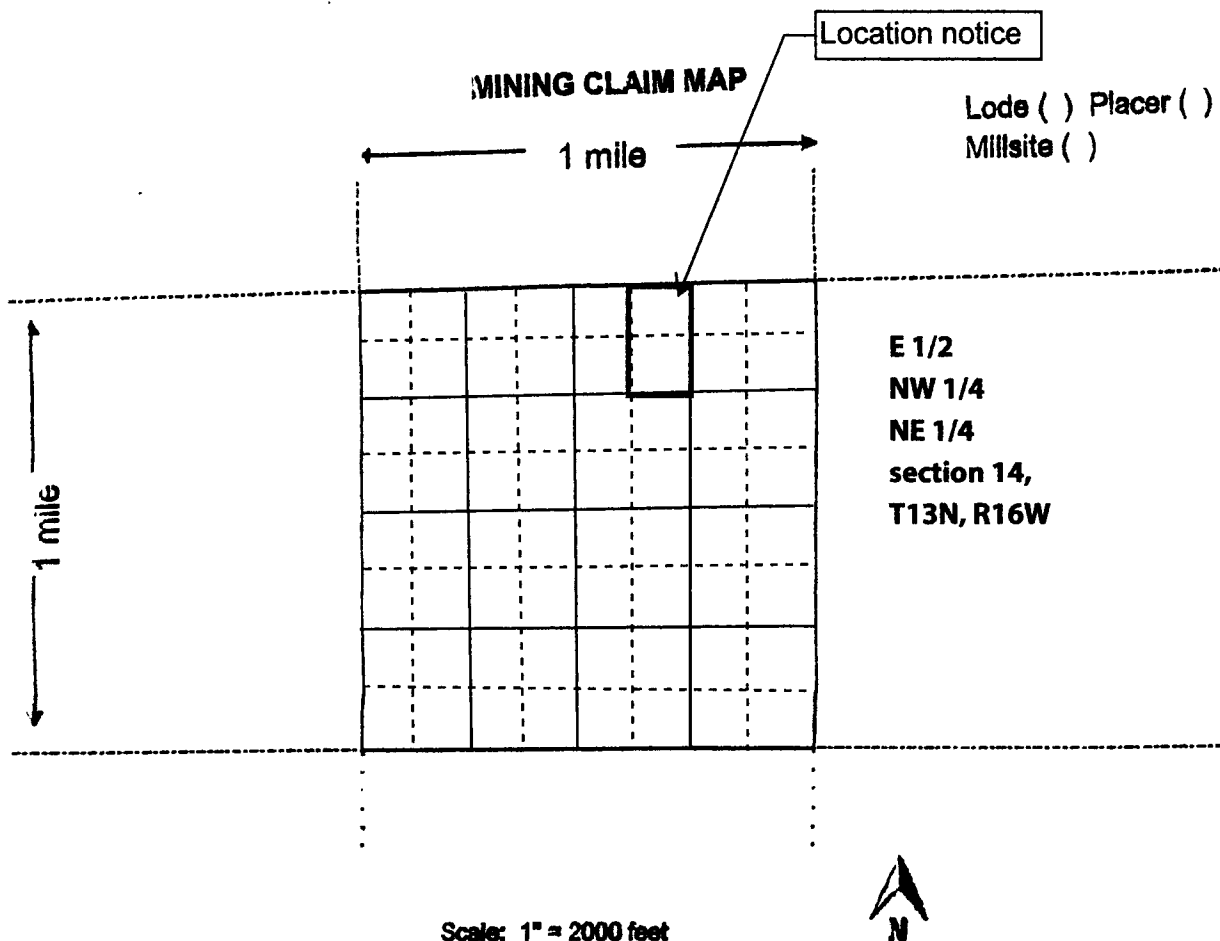 Location notice
MINING CLAIM MAP
Lode ( ) Placer ( )
Millsite ( )
1 mile
1 mile
E 1/2
NW 1/4
NE 1/4
section 14,
T13N, R16W
Scale: 1" = 2000 feet
N